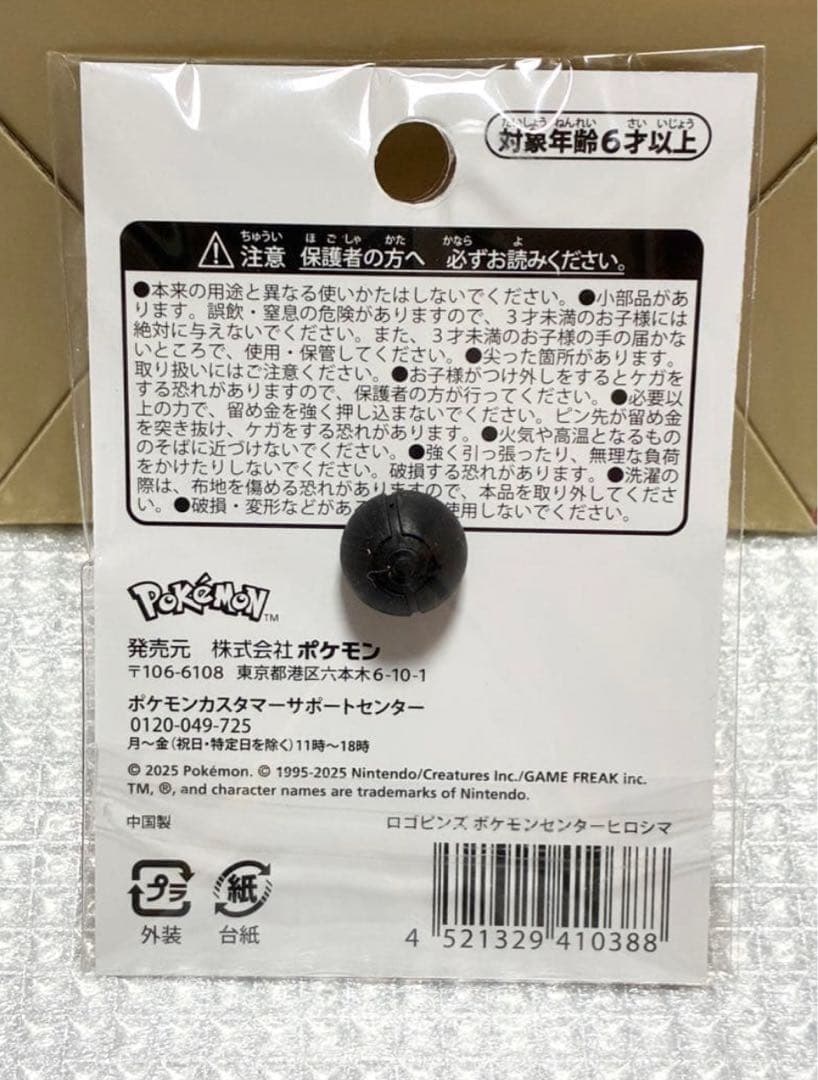 たいしょう ねんれい さい いじょう
対象年齢6才以上
ちゅうい ほごしゃ かた かなら よ
注意 保護者の方へ 必ずお読みください。
●本来の用途と異なる使いかたはしないでください。●小部品があ
ります。誤飲・窒息の危険がありますので、3才未満のお子様には
絶対に与えないでください。また、3才未満のお子様の手の届かな
いところで、使用・保管してください。●尖った箇所があります。
取り扱いにはご注意ください。●お子様がつけ外しをするとケガを
する恐れがありますので、保護者の方が行ってください。●必要以
上の力で、留め金を強く押し込まないでください。ピン先が留め金
を突き抜け、ケガをする恐れがあります。●火気や高温となるもの
のそばに近づけないでください。●強く引っ張ったり、無理な負荷
をかけたりしないでください。破損する恐れがあります。●洗濯の
際は、布地を傷める恐れがありますので、本品を取り外してくださ
い。●破損・変形などがあ 使用しないでください。
POKéMON TM
発売元 株式会社 ポケモン
〒106-6108 東京都港区六本木6-10-1
ポケモンカスタマーサポートセンター
0120-049-725
月～金(祝日・特定日を除く)11時～18時
© 2025 Pokémon. © 1995-2025 Nintendo/Creatures Inc./GAME FREAK inc.
TM, ®, and character names are trademarks of Nintendo.
中国製 ロゴピンズ ポケモンセンターヒロシマ
プラ 紙
外装 台紙
4 521329 410388